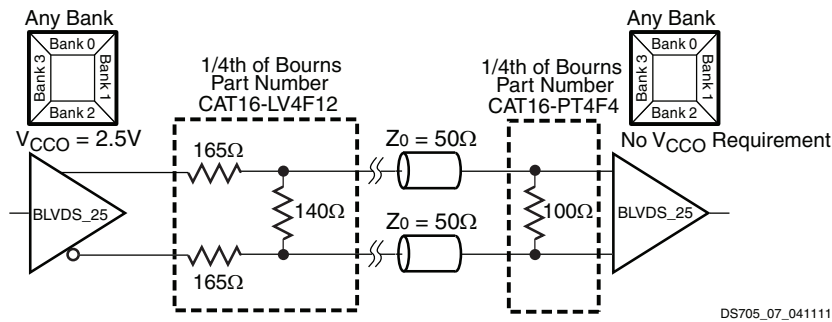 Any Bank
Bank 0
Bank 3
Bank 1
Bank 2
VCCO = 2.5V
1/4th of Bourns
Part Number
CAT16-LV4F12
1/4th of Bourns
Part Number
CAT16-PT4F4
Any Bank
Bank 0
Bank 3
Bank 1
Bank 2
No VCCO Requirement
165Ω
Z0 = 50Ω
BLVDS_25
140Ω
100Ω
BLVDS_25
Z0 = 50Ω
165Ω
DS705_07_041111